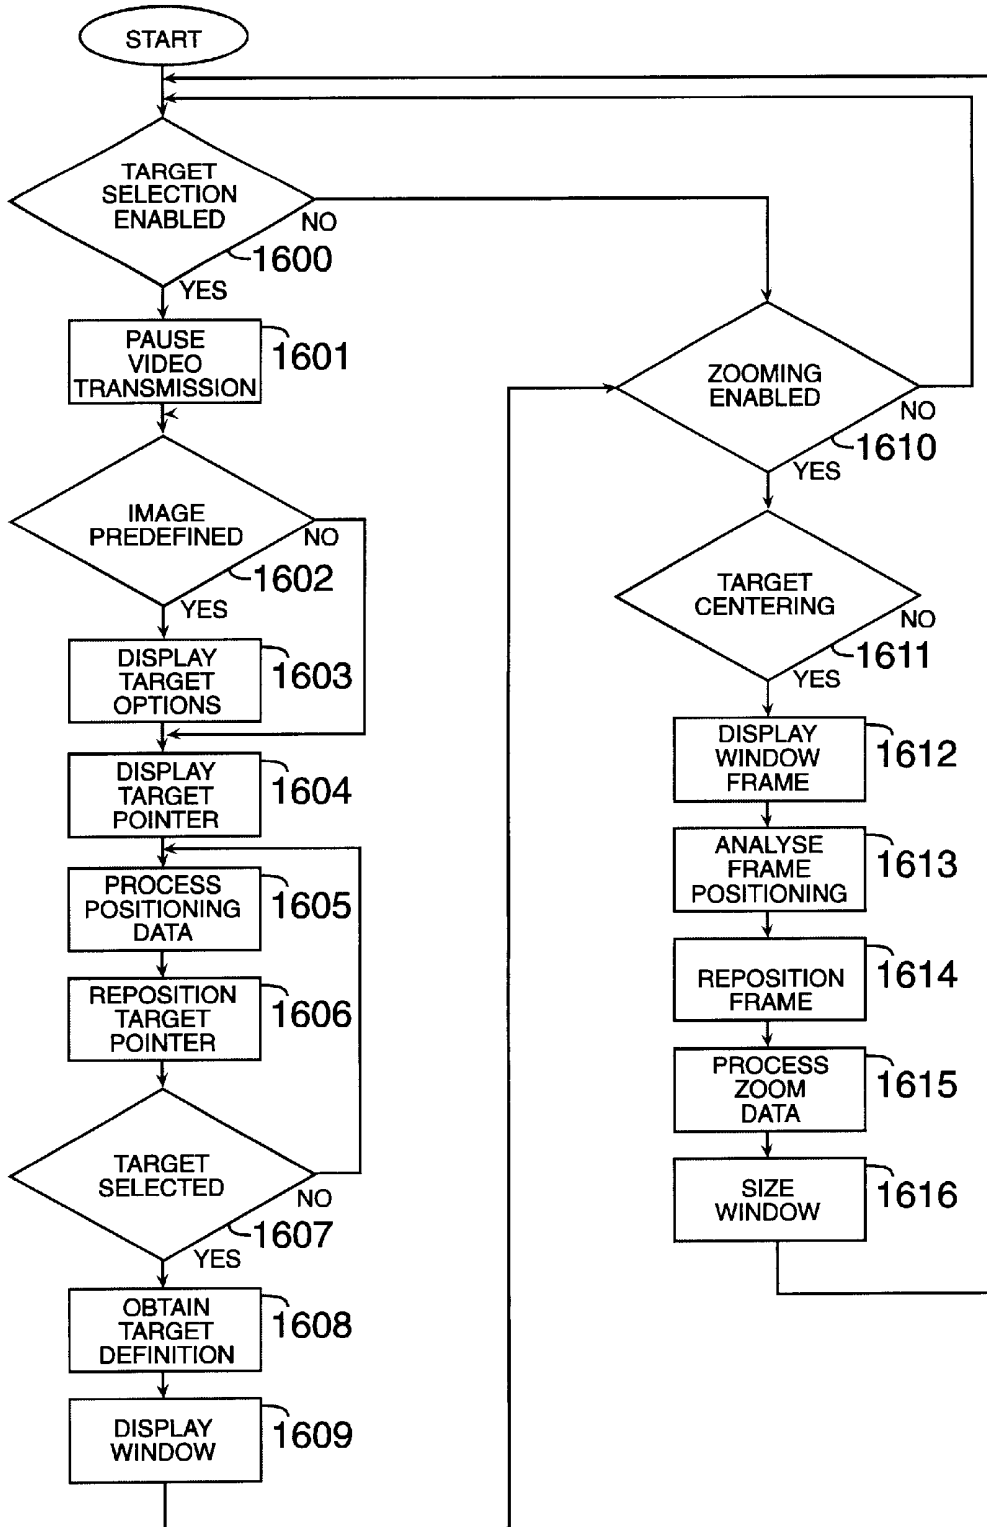 START
TARGET
SELECTION
ENABLED
NO
1600
YES
PAUSE
VIDEO
TRANSMISSION
1601
IMAGE
PREDEFINED
NO
1602
YES
DISPLAY
TARGET
OPTIONS
1603
DISPLAY
TARGET
POINTER
1604
PROCESS
POSITIONING
DATA
1605
REPOSITION
TARGET
POINTER
1606
TARGET
SELECTED
NO
1607
YES
OBTAIN
TARGET
DEFINITION
1608
DISPLAY
WINDOW
1609
ZOOMING
ENABLED
NO
1610
YES
TARGET
CENTERING
NO
1611
YES
DISPLAY
WINDOW
FRAME
1612
ANALYSE
FRAME
POSITIONING
1613
REPOSITION
FRAME
1614
PROCESS
ZOOM
DATA
1615
SIZE
WINDOW
1616